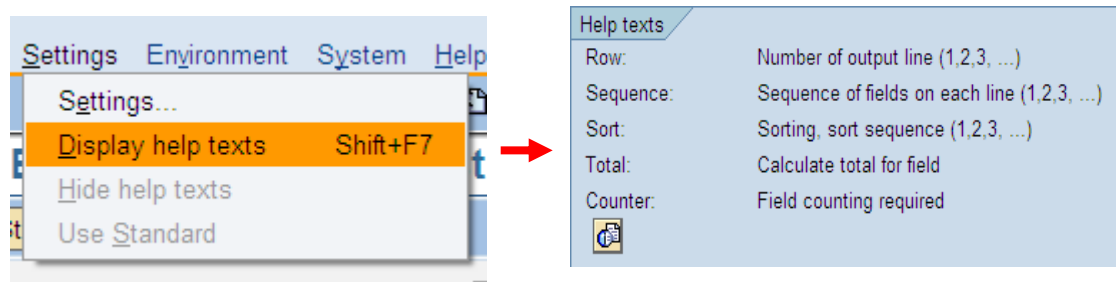 Settings Environment System Help
Settings...
Display help texts Shift+F7
Hide help texts
Use Standard
Help texts
Row: Number of output line (1,2,3, ...)
Sequence: Sequence of fields on each line (1,2,3, ...)
Sort: Sorting, sort sequence (1,2,3, ...)
Total: Calculate total for field
Counter: Field counting required